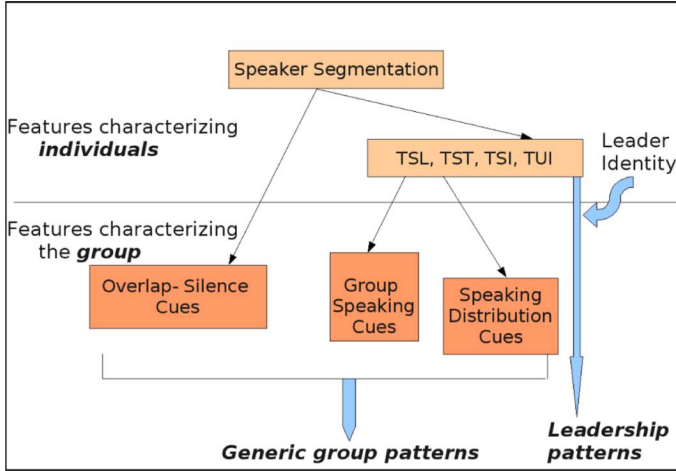 Speaker Segmentation
Features characterizing
individuals
TSL, TST, TSI, TUI
Leader
Identity
Features characterizing
the group
Overlap- Silence
Cues
Group
Speaking
Cues
Speaking
Distribution
Cues
Generic group patterns
Leadership
patterns